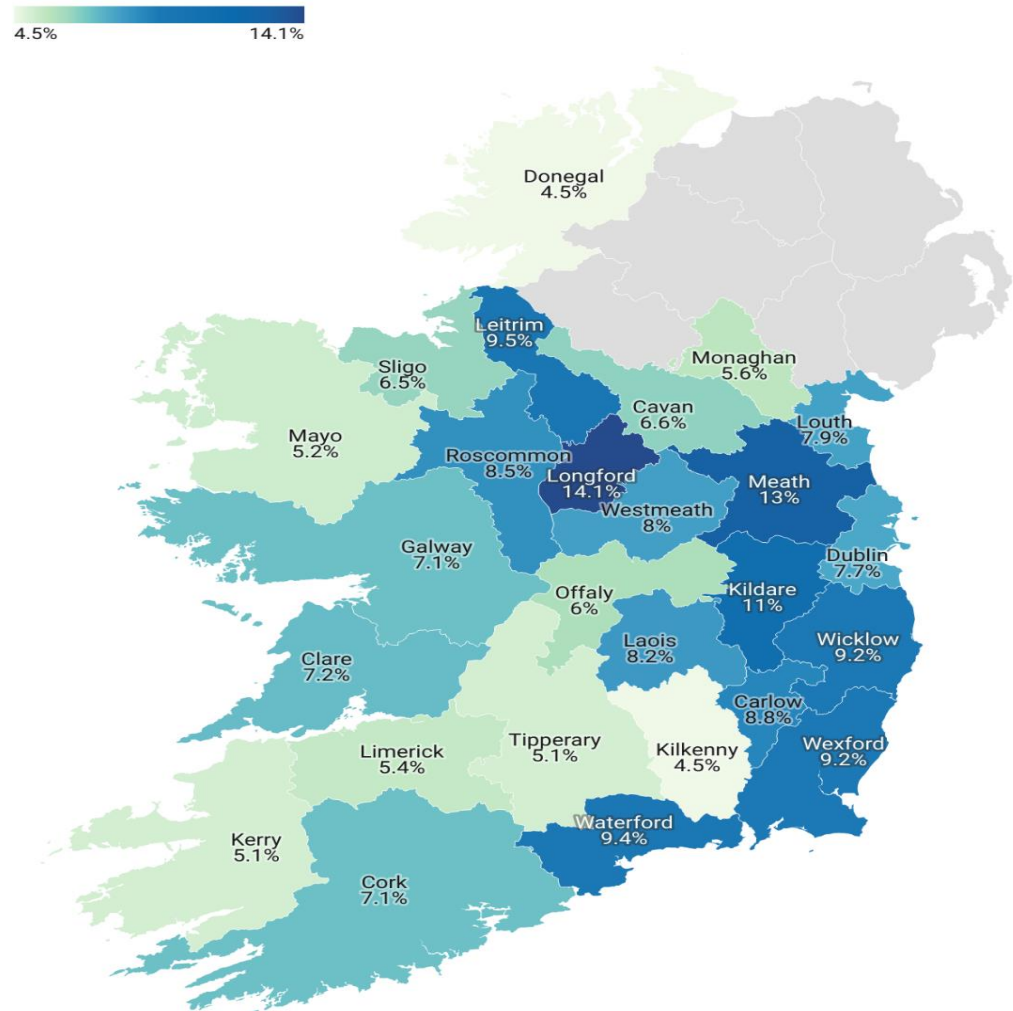 4.5%
14.1%
Donegal
4.5%
Leitrim
9.5%
Monaghan
5.6%
Sligo
6.5%
Cavan
6.6%
Louth
7.9%
Mayo
5.2%
Roscommon
8.5%
Longford
14.1%
Meath
13%
Westmeath
8%
Galway
7.1%
Dublin
7.7%
Offaly
6%
Kildare
11%
Laois
8.2%
Wicklow
9.2%
Clare
7.2%
Carlow
8.8%
Limerick
5.4%
Tipperary
5.1%
Kilkenny
4.5%
Wexford
9.2%
Waterford
9.4%
Kerry
5.1%
Cork
7.1%